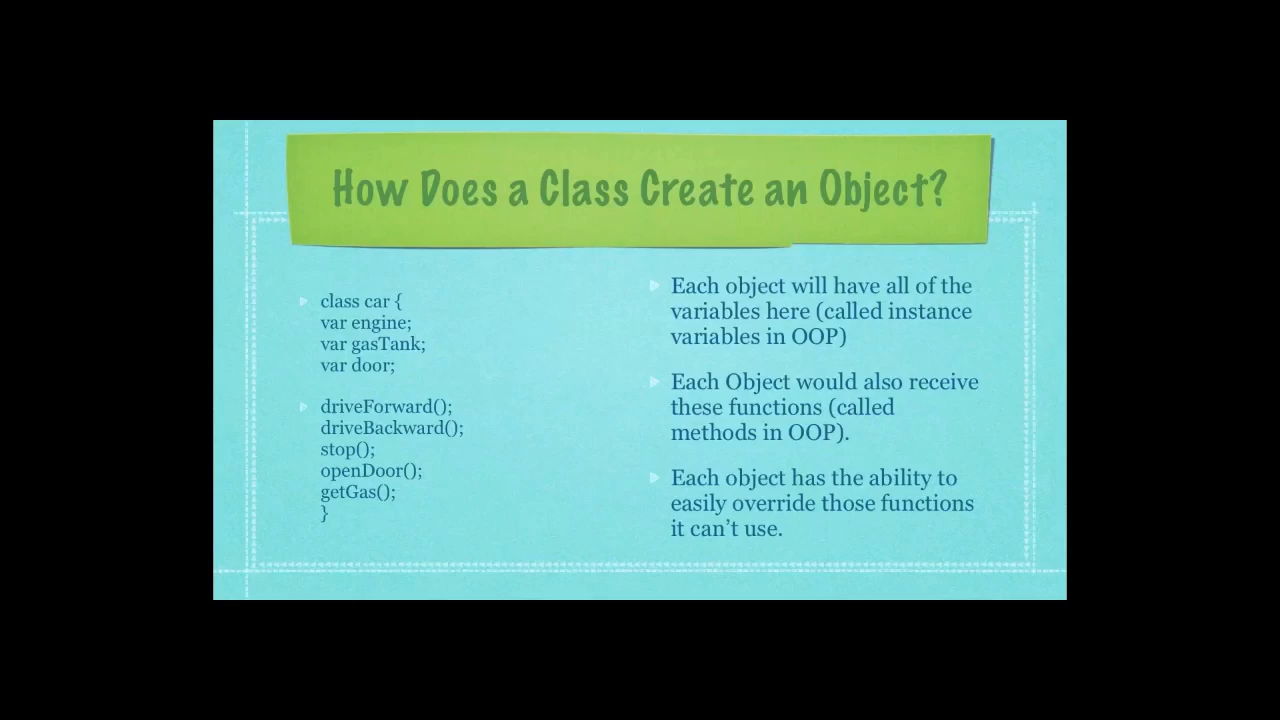 How Does a Class Create an Object?
class car {
var engine;
var gasTank;
var door;
driveForward();
driveBackward();
stop();
openDoor();
getGas();
}
Each object will have all of the
variables here (called instance
variables in OOP)
Each Object would also receive
these functions (called
methods in OOP).
Each object has the ability to
easily override those functions
it can’t use.